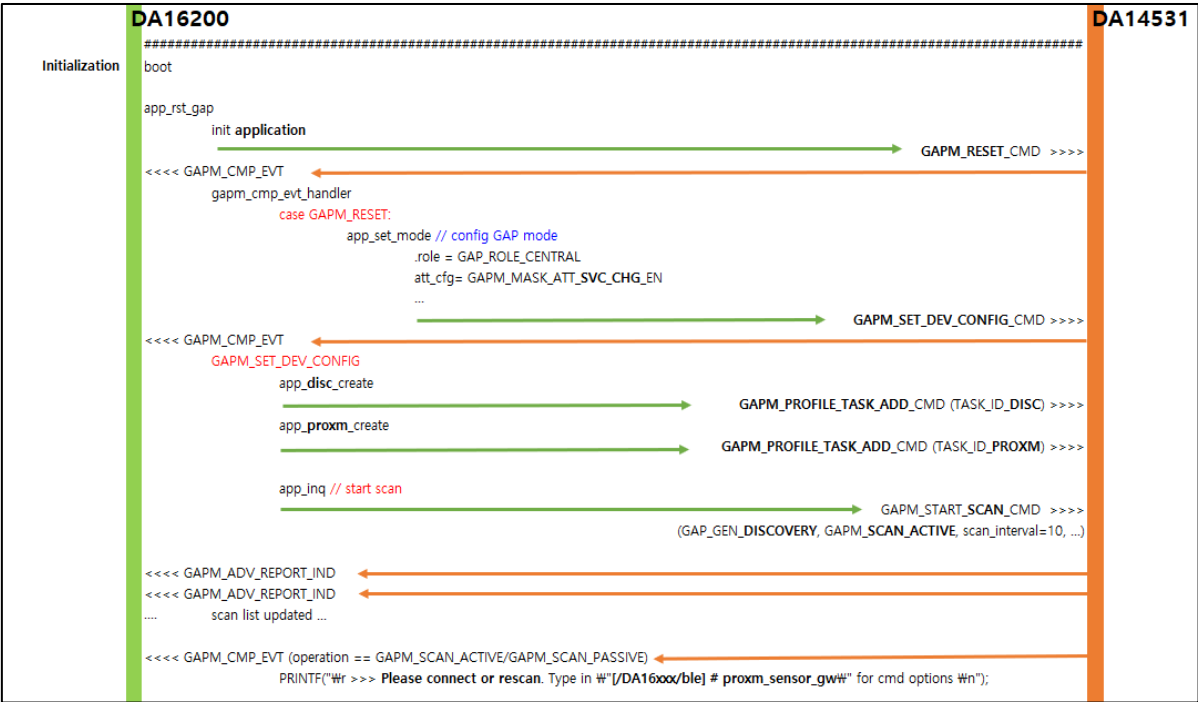 DA16200 DA14531
####################################################################################################################
Initialization boot
app_rst_gap
init application
GAPM_RESET_CMD >>>>
<<<< GAPM_CMP_EVT
gapm_cmp_evt_handler
case GAPM_RESET:
app_set_mode // config GAP mode
.role = GAP_ROLE_CENTRAL
att_cfg= GAPM_MASK_ATT_SVC_CHG_EN
...
GAPM_SET_DEV_CONFIG_CMD >>>>
<<<< GAPM_CMP_EVT
GAPM_SET_DEV_CONFIG
app_disc_create
GAPM_PROFILE_TASK_ADD_CMD (TASK_ID_DISC) >>>>
app_proxm_create
GAPM_PROFILE_TASK_ADD_CMD (TASK_ID_PROXM) >>>>
app_inq // start scan
GAPM_START_SCAN_CMD >>>>
(GAP_GEN_DISCOVERY, GAPM_SCAN_ACTIVE, scan_interval=10, ...)
<<<< GAPM_ADV_REPORT_IND
<<<< GAPM_ADV_REPORT_IND
.... scan list updated ...
<<<< GAPM_CMP_EVT (operation == GAPM_SCAN_ACTIVE/GAPM_SCAN_PASSIVE)
PRINTF("₩r >>> Please connect or rescan. Type in ₩"[/DA16xxx/ble] # proxm_sensor_gw₩" for cmd options ₩n");